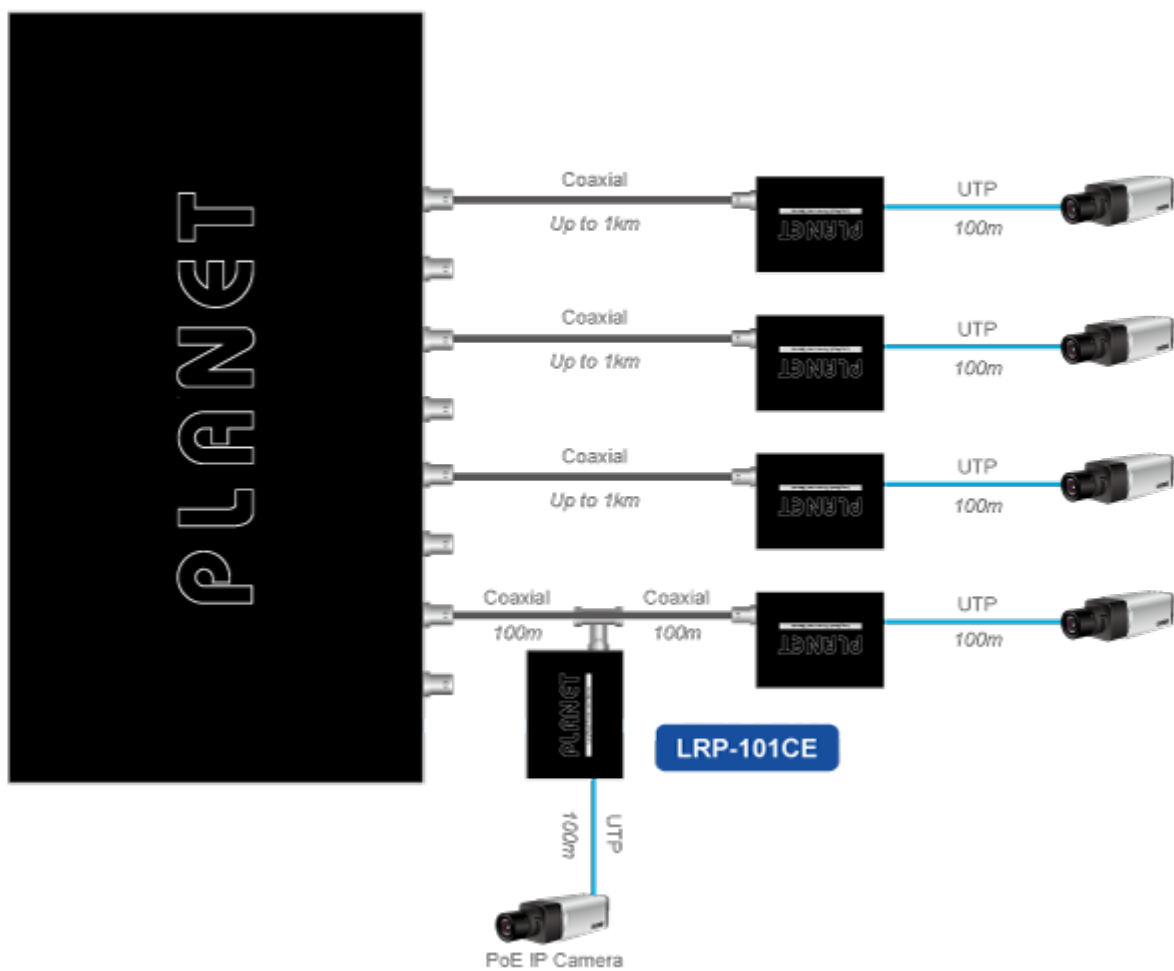 PLANET
Coaxial
Up to 1km
PLANET
UTP
100m
Coaxial
Up to 1km
PLANET
UTP
100m
Coaxial
Up to 1km
PLANET
UTP
100m
Coaxial
100m
Coaxial
100m
PLANET
UTP
100m
PLANET
LRP-101CE
UTP
100m
PoE IP Camera